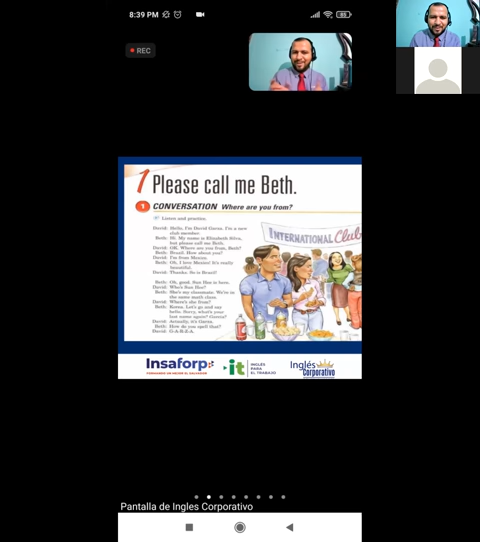 8:39 PM
85
REC
1 Please call me Beth.
1 CONVERSATION Where are you from?
Listen and practice.
David: Hello, I'm David Garza. I'm a new
club member.
Beth: Hi. My name is Elizabeth Silva,
but please call me Beth.
David: OK. Where are you from, Beth?
Beth: Brazil. How about you?
David: I'm from Mexico.
Beth: Oh, I love Mexico! It's really
beautiful.
David: Thanks. So is Brazil!
Beth: Oh, good. Sun Hee is here.
David: Who's Sun Hee?
Beth: She's my classmate. We're in
the same math class.
David: Where's she from?
Beth: Korea. Let's go and say
hello. Sorry, what's your
last name again? Garcia?
David: Actually, it's Garza.
Beth: How do you spell that?
David: G-A-R-Z-A.
INTERNATIONAL Club
Insaforp
it
INGLÉS
PARA
EL TRABAJO
Inglés
Corporativo
Pantalla de Ingles Corporativo